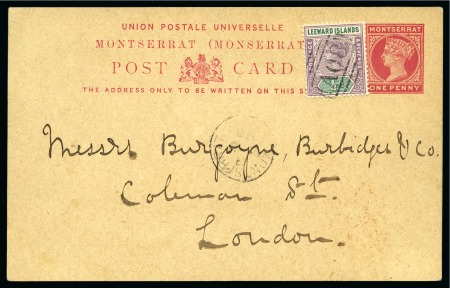 UNION POSTALE UNIVERSELLE
MONTSERRAT (MONSERRAT
POST CARD
THE ADDRESS ONLY TO BE WRITTEN ON THIS
LEEWARD ISLANDS
A08
MONTSERRAT
ONE PENNY
Messrs Burgoyne, Burbidges & Co.
Coleman St.
London.